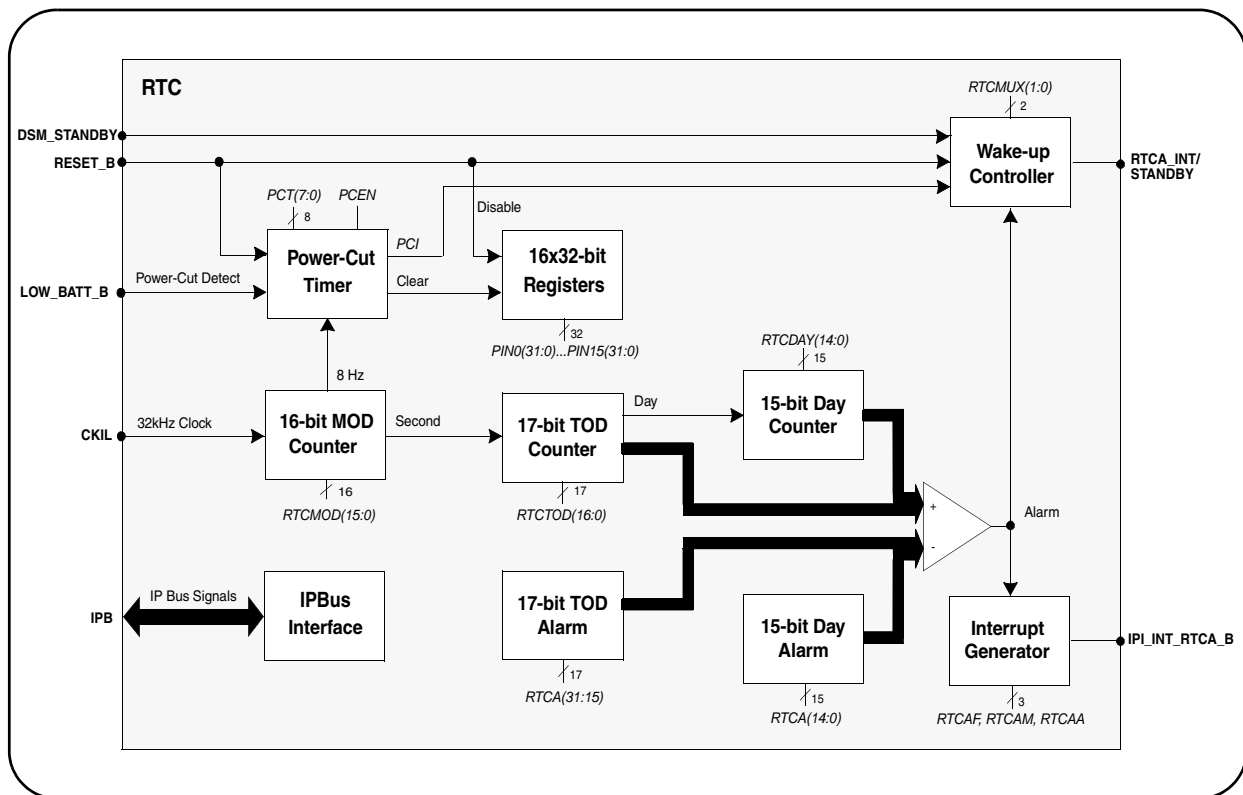 RTC
RTCMUX(1:0)
2
DSM_STANDBY
RESET_B
Wake-up
Controller
RTCA_INT/
STANDBY
PCT(7:0)
8
PCEN
Disable
Power-Cut
Timer
PCI
Clear
16x32-bit
Registers
32
PIN0(31:0)...PIN15(31:0)
Power-Cut Detect
LOW_BATT_B
8 Hz
RTCDAY(14:0)
15
CKIL
32kHz Clock
16-bit MOD
Counter
16
RTCMOD(15:0)
Second
17-bit TOD
Counter
17
RTCTOD(16:0)
Day
15-bit Day
Counter
+
-
Alarm
IPB
IP Bus Signals
IPBus
Interface
17-bit TOD
Alarm
17
RTCA(31:15)
15-bit Day
Alarm
15
RTCA(14:0)
Interrupt
Generator
3
RTCAF, RTCAM, RTCAA
IPI_INT_RTCA_B